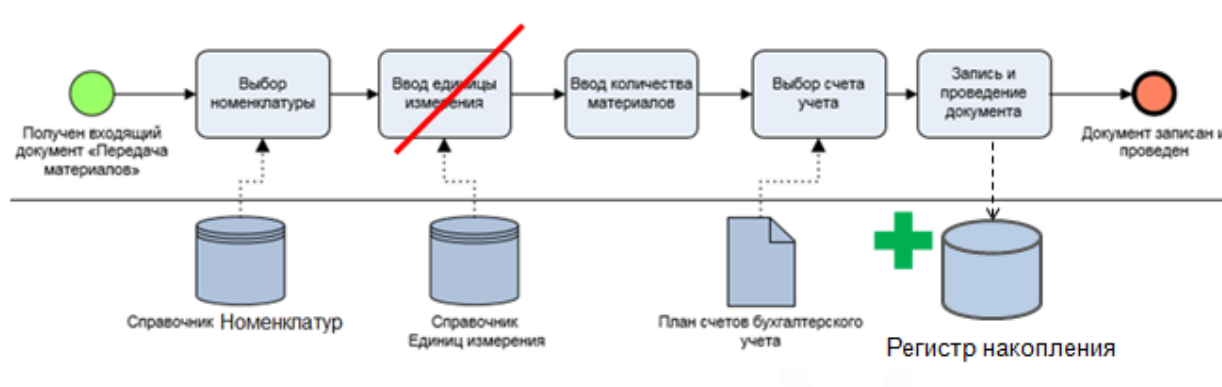 Получен входящий
документ «Передача
материалов»
Выбор
номенклатуры
Ввод единицы
измерения
Ввод количества
материалов
Выбор счета
учета
Запись и
проведение
документа
Документ записан и
проведен
Справочник Номенклатур
Справочник
Единиц измерения
План счетов бухгалтерского
учета
Регистр накопления